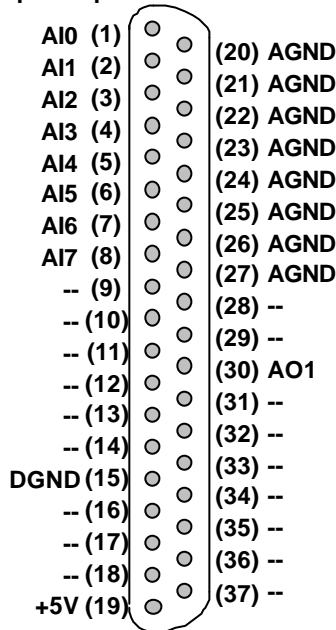 AI0 (1)
AI1 (2)
AI2 (3)
AI3 (4)
AI4 (5)
AI5 (6)
AI6 (7)
AI7 (8)
-- (9)
-- (10)
-- (11)
-- (12)
-- (13)
-- (14)
DGND (15)
-- (16)
-- (17)
-- (18)
+5V (19)
(20) AGND
(21) AGND
(22) AGND
(23) AGND
(24) AGND
(25) AGND
(26) AGND
(27) AGND
(28) --
(29) --
(30) AO1
(31) --
(32) --
(33) --
(34) --
(35) --
(36) --
(37) --